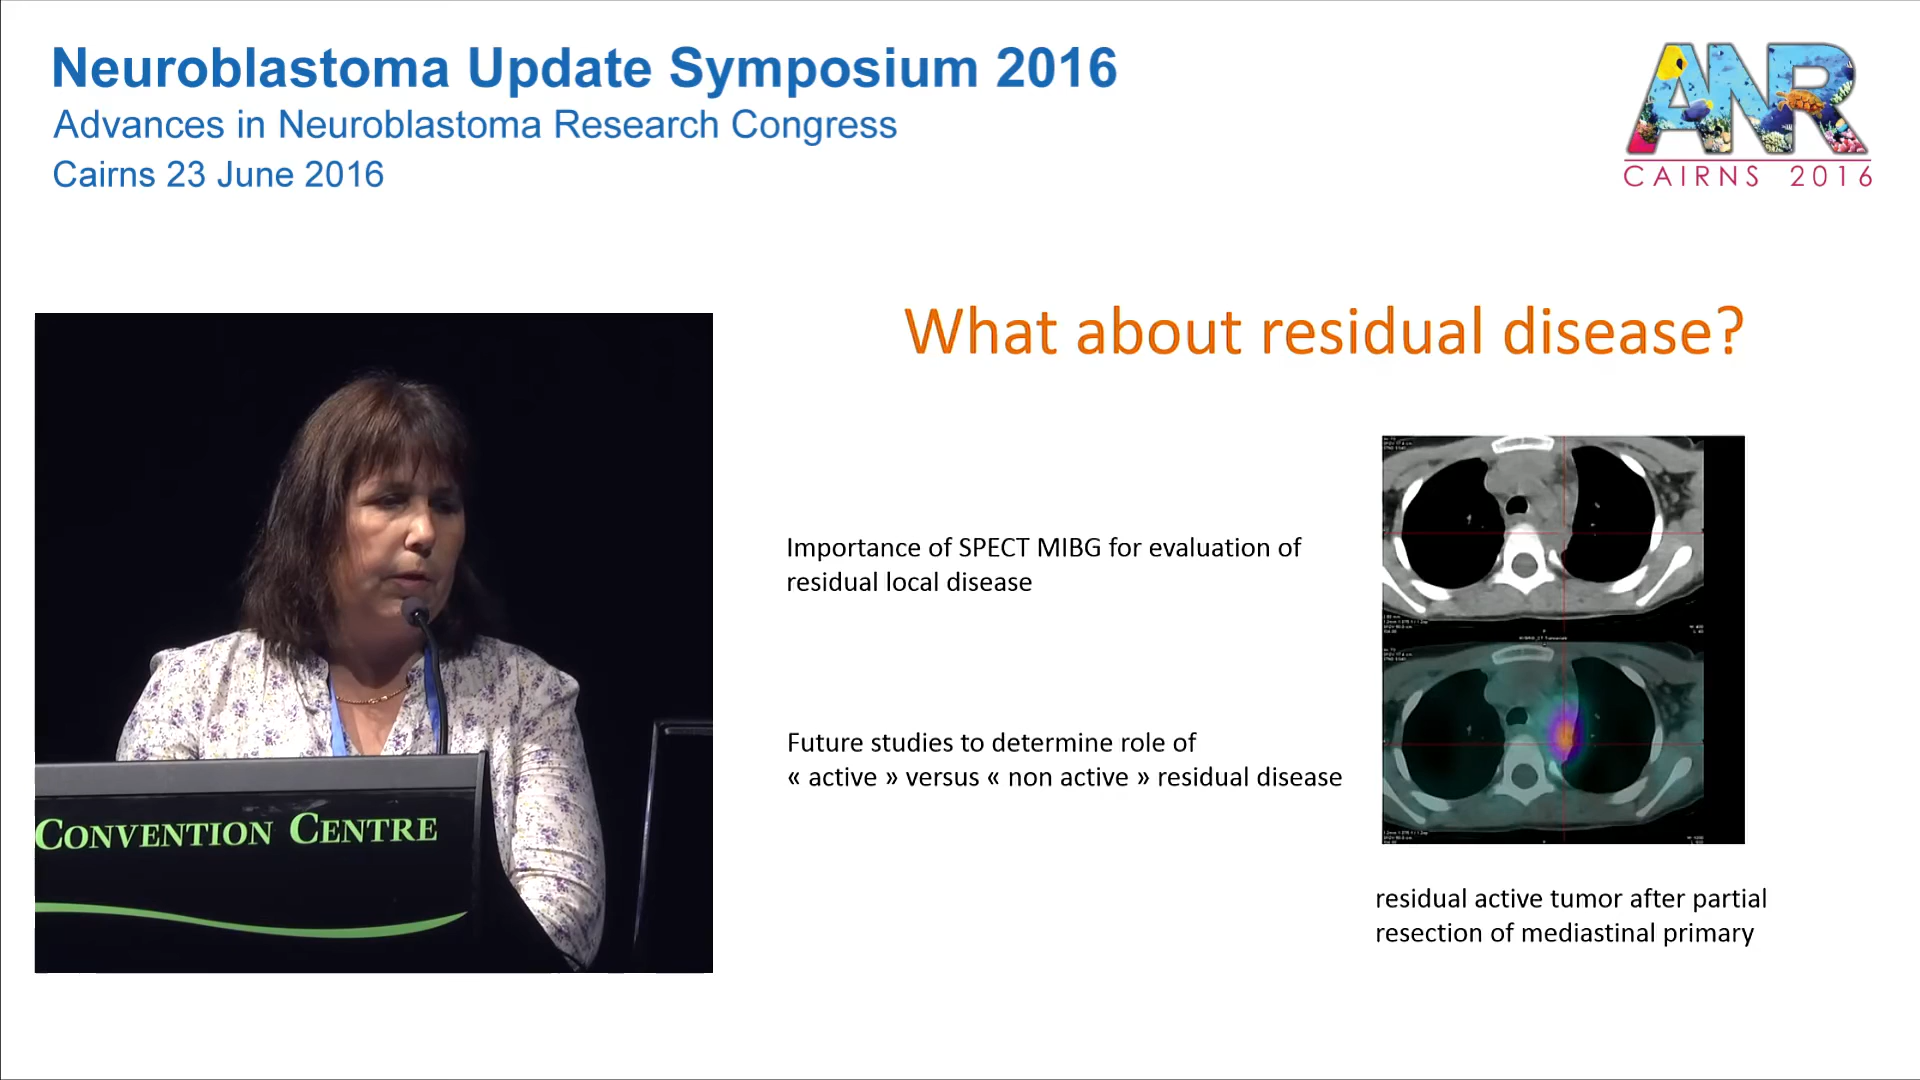 Neuroblastoma Update Symposium 2016
Advances in Neuroblastoma Research Congress
Cairns 23 June 2016
ANR
CAIRNS 2016
What about residual disease?
Importance of SPECT MIBG for evaluation of
residual local disease
Future studies to determine role of
« active » versus « non active » residual disease
residual active tumor after partial
resection of mediastinal primary
CONVENTION CENTRE